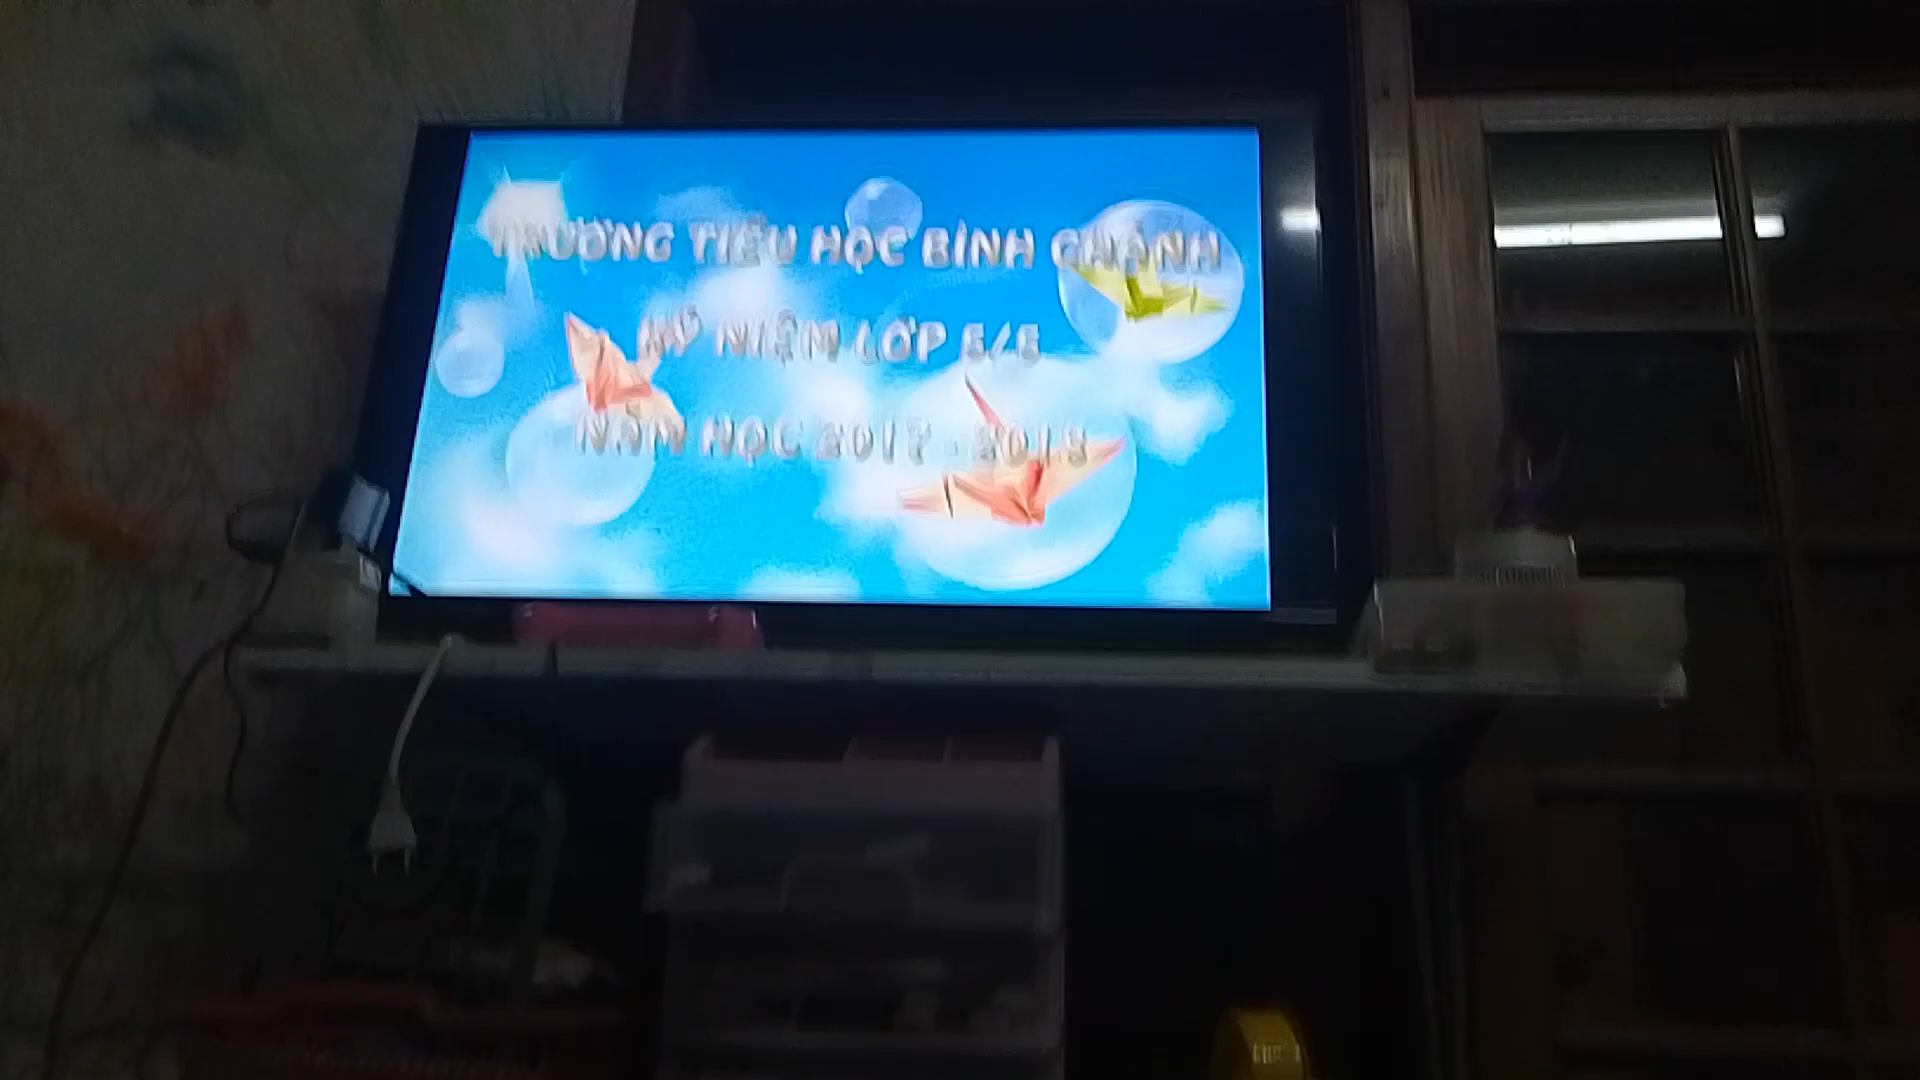 TRƯỜNG TIỂU HỌC BÌNH CHÁNH
KỶ NIỆM LỚP 5/5
NĂM HỌC 2017 - 2018